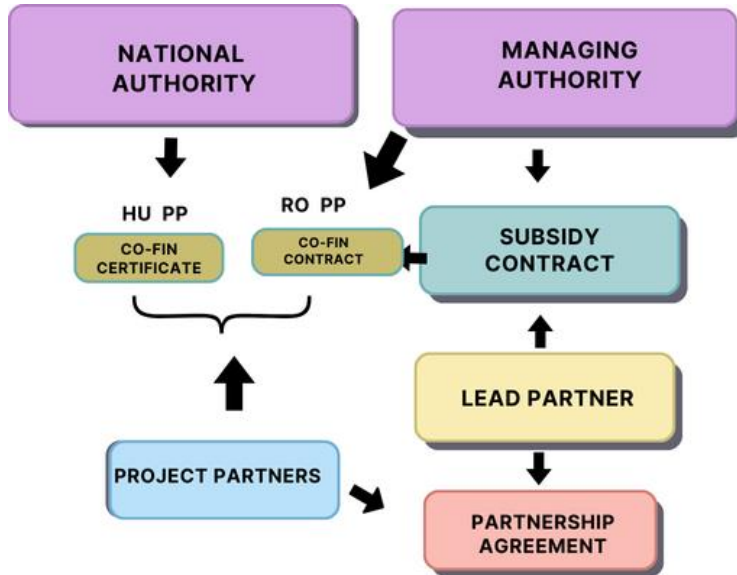 NATIONAL
AUTHORITY
MANAGING
AUTHORITY
HU PP
RO PP
CO-FIN
CERTIFICATE
CO-FIN
CONTRACT
SUBSIDY
CONTRACT
LEAD PARTNER
PROJECT PARTNERS
PARTNERSHIP
AGREEMENT